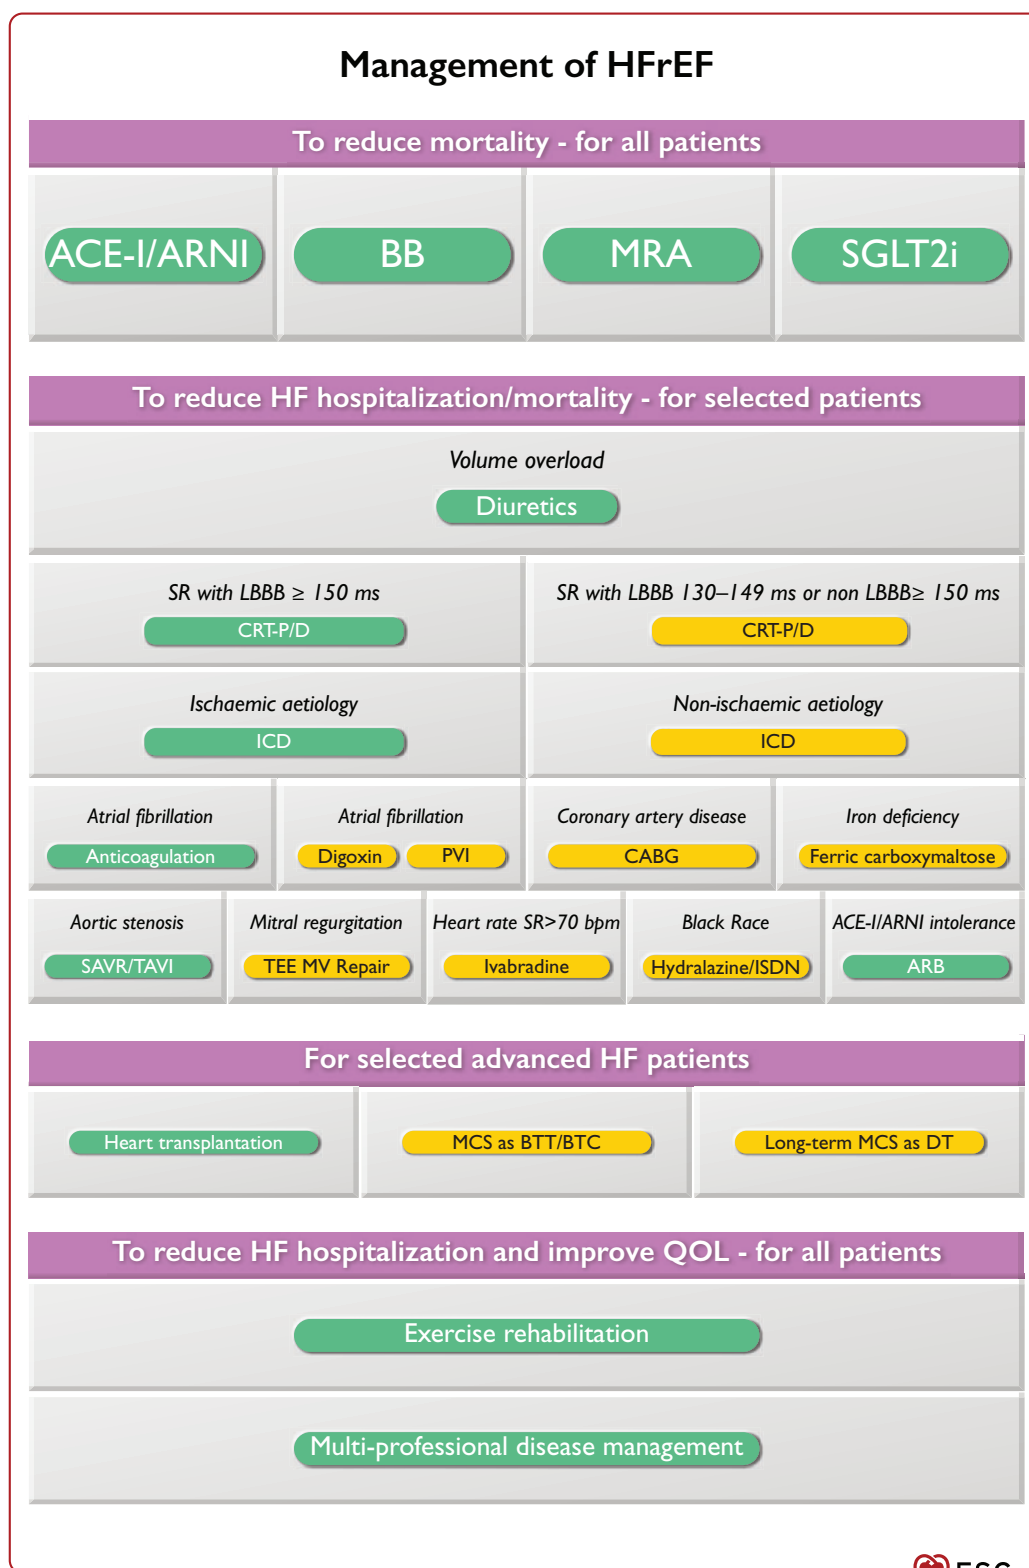 Management of HFrEF
To reduce mortality - for all patients
ACE-I/ARNI
BB
MRA
SGLT2i
To reduce HF hospitalization/mortality - for selected patients
Volume overload
Diuretics
SR with LBBB ≥ 150 ms
CRT-P/D
SR with LBBB 130–149 ms or non LBBB≥ 150 ms
CRT-P/D
Ischaemic aetiology
ICD
Non-ischaemic aetiology
ICD
Atrial fibrillation
Anticoagulation
Atrial fibrillation
Digoxin
PVI
Coronary artery disease
CABG
Iron deficiency
Ferric carboxymaltose
Aortic stenosis
SAVR/TAVI
Mitral regurgitation
TEE MV Repair
Heart rate SR>70 bpm
Ivabradine
Black Race
Hydralazine/ISDN
ACE-I/ARNI intolerance
ARB
For selected advanced HF patients
Heart transplantation
MCS as BTT/BTC
Long-term MCS as DT
To reduce HF hospitalization and improve QOL - for all patients
Exercise rehabilitation
Multi-professional disease management
ESC